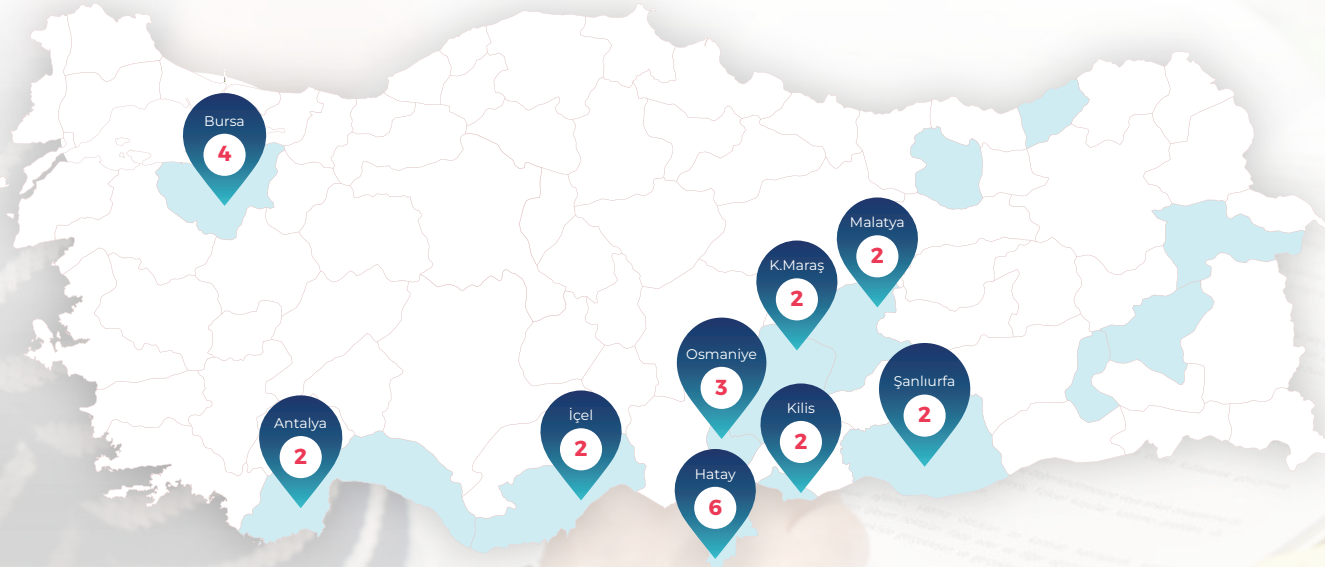 Bursa
4
Malatya
2
K.Maraş
2
Osmaniye
3
Şanlıurfa
2
Kilis
2
İçel
2
Antalya
2
Hatay
6